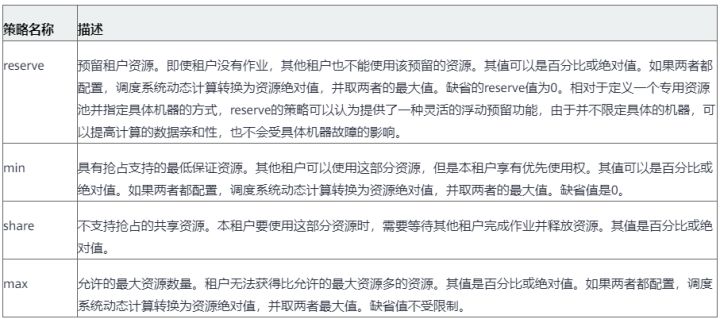 策略名称 描述
reserve 预留租户资源。即使租户没有作业，其他租户也不能使用该预留的资源。其值可以是百分比或绝对值。如果两者都
配置，调度系统动态计算转换为资源绝对值，并取两者的最大值。缺省的reserve值为0。相对于定义一个专用资源
池并指定具体机器的方式，reserve的策略可以认为提供了一种灵活的浮动预留功能，由于并不限定具体的机器，可
以提高计算的数据亲和性，也不会受具体机器故障的影响。
min 具有抢占支持的最低保证资源。其他租户可以使用这部分资源，但是本租户享有优先使用权。其值可以是百分比或
绝对值。如果两者都配置，调度系统动态计算转换为资源绝对值，并取两者的最大值。缺省值是0。
share 不支持抢占的共享资源。本租户要使用这部分资源时，需要等待其他租户完成作业并释放资源。其值是百分比或绝
对值。
max 允许的最大资源数量。租户无法获得比允许的最大资源多的资源。其值是百分比或绝对值。如果两者都配置，调度
系统动态计算转换为资源绝对值，并取两者最大值。缺省值不受限制。